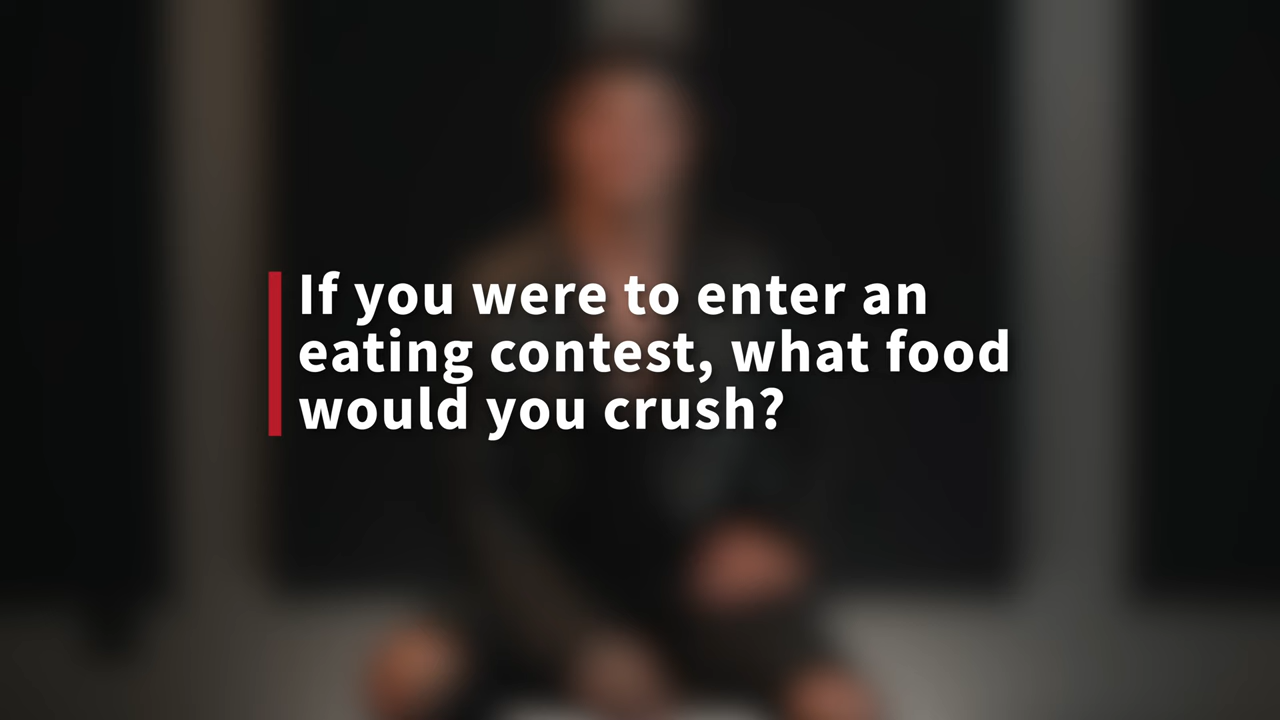 If you were to enter an
eating contest, what food
would you crush?